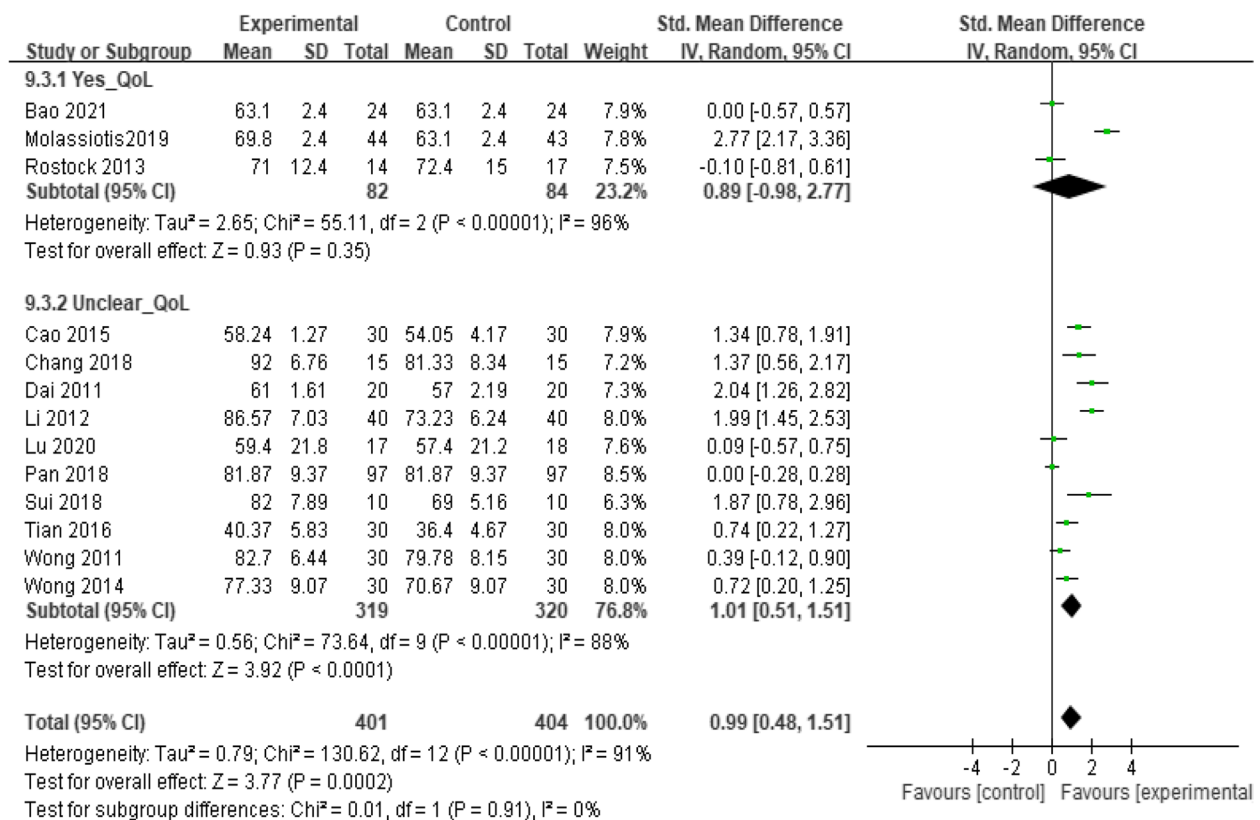 Experimental Control Std. Mean Difference Std. Mean Difference
Study or Subgroup Mean SD Total Mean SD Total Weight IV, Random, 95% CI IV, Random, 95% CI
9.3.1 Yes_QoL
Bao 2021 63.1 2.4 24 63.1 2.4 24 7.9% 0.00 [-0.57, 0.57]
Molassiotis2019 69.8 2.4 44 63.1 2.4 43 7.8% 2.77 [2.17, 3.36]
Rostock 2013 71 12.4 14 72.4 15 17 7.5% -0.10 [-0.81, 0.61]
Subtotal (95% CI) 82 84 23.2% 0.89 [-0.98, 2.77]
Heterogeneity: Tau² = 2.65; Chi² = 55.11, df = 2 (P < 0.00001); I² = 96%
Test for overall effect: Z = 0.93 (P = 0.35)
9.3.2 Unclear_QoL
Cao 2015 58.24 1.27 30 54.05 4.17 30 7.9% 1.34 [0.78, 1.91]
Chang 2018 92 6.76 15 81.33 8.34 15 7.2% 1.37 [0.56, 2.17]
Dai 2011 61 1.61 20 57 2.19 20 7.3% 2.04 [1.26, 2.82]
Li 2012 86.57 7.03 40 73.23 6.24 40 8.0% 1.99 [1.45, 2.53]
Lu 2020 59.4 21.8 17 57.4 21.2 18 7.6% 0.09 [-0.57, 0.75]
Pan 2018 81.87 9.37 97 81.87 9.37 97 8.5% 0.00 [-0.28, 0.28]
Sui 2018 82 7.89 10 69 5.16 10 6.3% 1.87 [0.78, 2.96]
Tian 2016 40.37 5.83 30 36.4 4.67 30 8.0% 0.74 [0.22, 1.27]
Wong 2011 82.7 6.44 30 79.78 8.15 30 8.0% 0.39 [-0.12, 0.90]
Wong 2014 77.33 9.07 30 70.67 9.07 30 8.0% 0.72 [0.20, 1.25]
Subtotal (95% CI) 319 320 76.8% 1.01 [0.51, 1.51]
Heterogeneity: Tau² = 0.56; Chi² = 73.64, df = 9 (P < 0.00001); I² = 88%
Test for overall effect: Z = 3.92 (P < 0.0001)
Total (95% CI) 401 404 100.0% 0.99 [0.48, 1.51]
Heterogeneity: Tau² = 0.79; Chi² = 130.62, df = 12 (P < 0.00001); I² = 91%
Test for overall effect: Z = 3.77 (P = 0.0002)
Test for subgroup differences: Chi² = 0.01, df = 1 (P = 0.91), I² = 0%
-4 -2 0 2 4
Favours [control] Favours [experimental